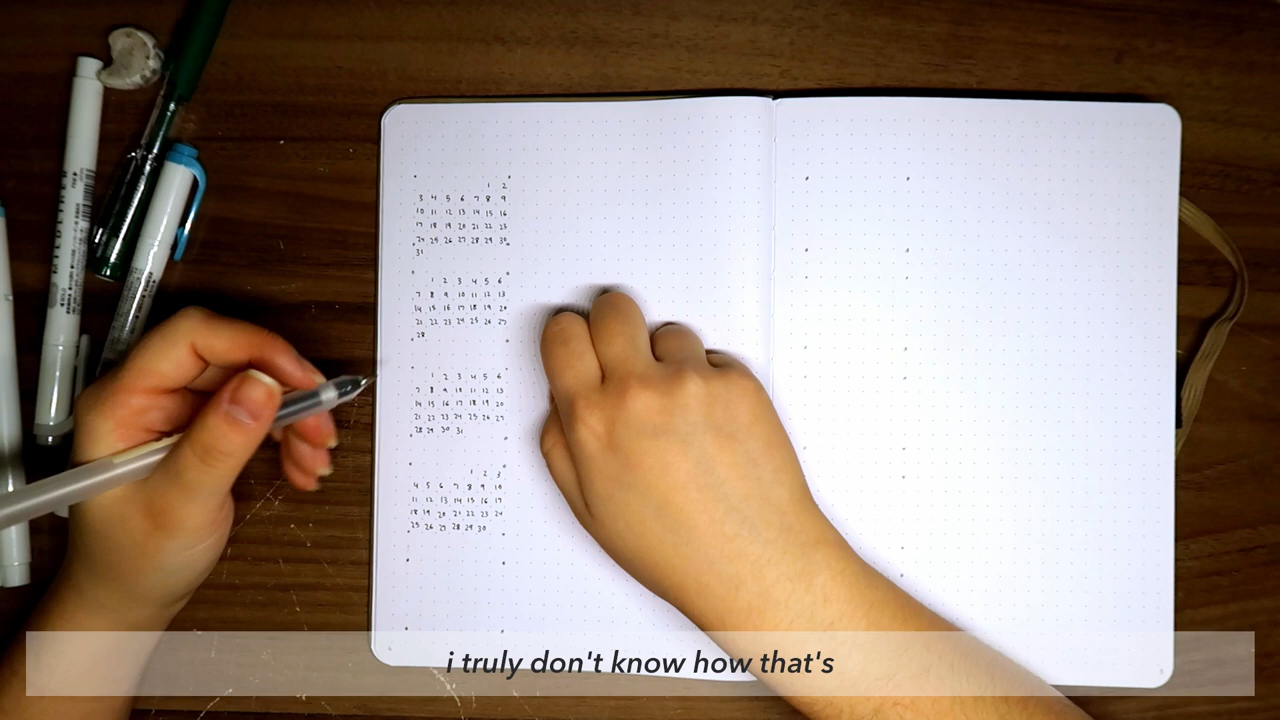 MILDLINER
1 2
3 4 5 6 7 8 9
10 11 12 13 14 15 16
17 18 19 20 21 22 23
24 25 26 27 28 29 30
31
1 2 3 4 5 6
7 8 9 10 11 12 13
14 15 16 17 18 19 20
21 22 23 24 25 26 27
28
1 2 3 4 5 6
7 8 9 10 11 12 13
14 15 16 17 18 19 20
21 22 23 24 25 26 27
28 29 30 31
1 2 3
4 5 6 7 8 9 10
11 12 13 14 15 16 17
18 19 20 21 22 23 24
25 26 27 28 29 30
i truly don't know how that's